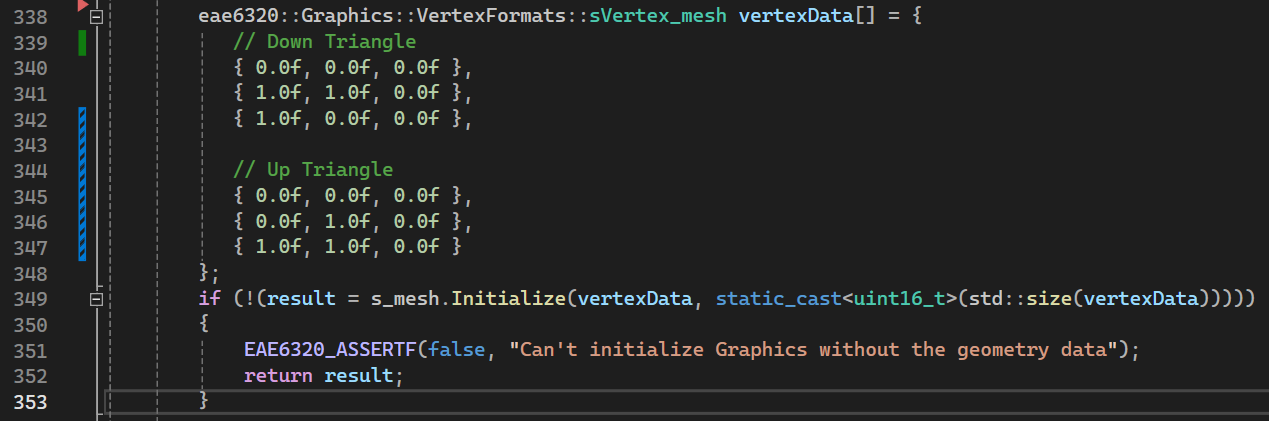 338 eae6320::Graphics::VertexFormats::sVertex_mesh vertexData[] = {
339 // Down Triangle
340 { 0.0f, 0.0f, 0.0f },
341 { 1.0f, 1.0f, 0.0f },
342 { 1.0f, 0.0f, 0.0f },
343
344 // Up Triangle
345 { 0.0f, 0.0f, 0.0f },
346 { 0.0f, 1.0f, 0.0f },
347 { 1.0f, 1.0f, 0.0f }
348 };
349 if (!(result = s_mesh.Initialize(vertexData, static_cast<uint16_t>(std::size(vertexData)))))
350 {
351 EAE6320_ASSERTF(false, "Can't initialize Graphics without the geometry data");
352 return result;
353 }